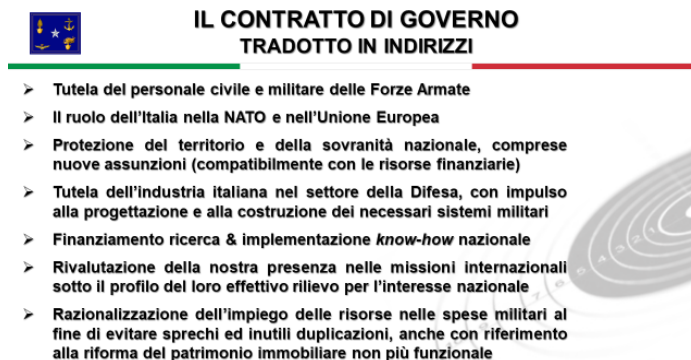 IL CONTRATTO DI GOVERNO
TRADOTTO IN INDIRIZZI
➢ Tutela del personale civile e militare delle Forze Armate
➢ Il ruolo dell'Italia nella NATO e nell'Unione Europea
➢ Protezione del territorio e della sovranità nazionale, comprese
nuove assunzioni (compatibilmente con le risorse finanziarie)
➢ Tutela dell'industria italiana nel settore della Difesa, con impulso
alla progettazione e alla costruzione dei necessari sistemi militari
➢ Finanziamento ricerca & implementazione know-how nazionale
➢ Rivalutazione della nostra presenza nelle missioni internazionali
sotto il profilo del loro effettivo rilievo per l'interesse nazionale
➢ Razionalizzazione dell'impiego delle risorse nelle spese militari al
fine di evitare sprechi ed inutili duplicazioni, anche con riferimento
alla riforma del patrimonio immobiliare non più funzionale